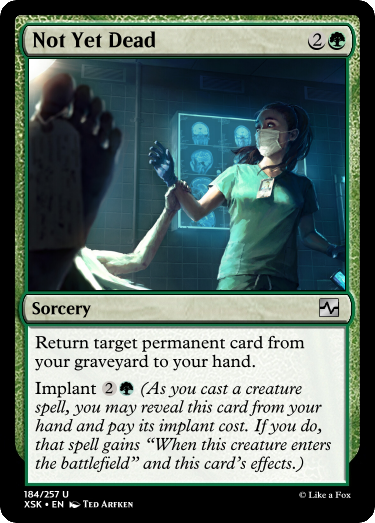 Not Yet Dead 2
Sorcery
Return target permanent card from
your graveyard to your hand.
Implant 2 (As you cast a creature
spell, you may reveal this card from your
hand and pay its implant cost. If you do,
that spell gains “When this creature enters
the battlefield” and this card's effects.)
184/257 U
XSK • EN Ted Arfken
© Like a Fox